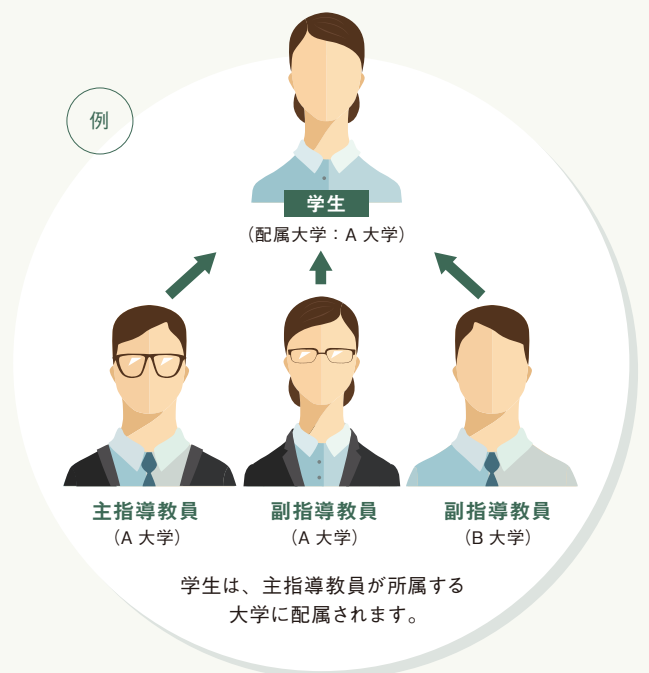 例
学生
（配属大学：A 大学）
主指導教員
（A 大学）
副指導教員
（A 大学）
副指導教員
（B 大学）
学生は、主指導教員が所属する
大学に配属されます。